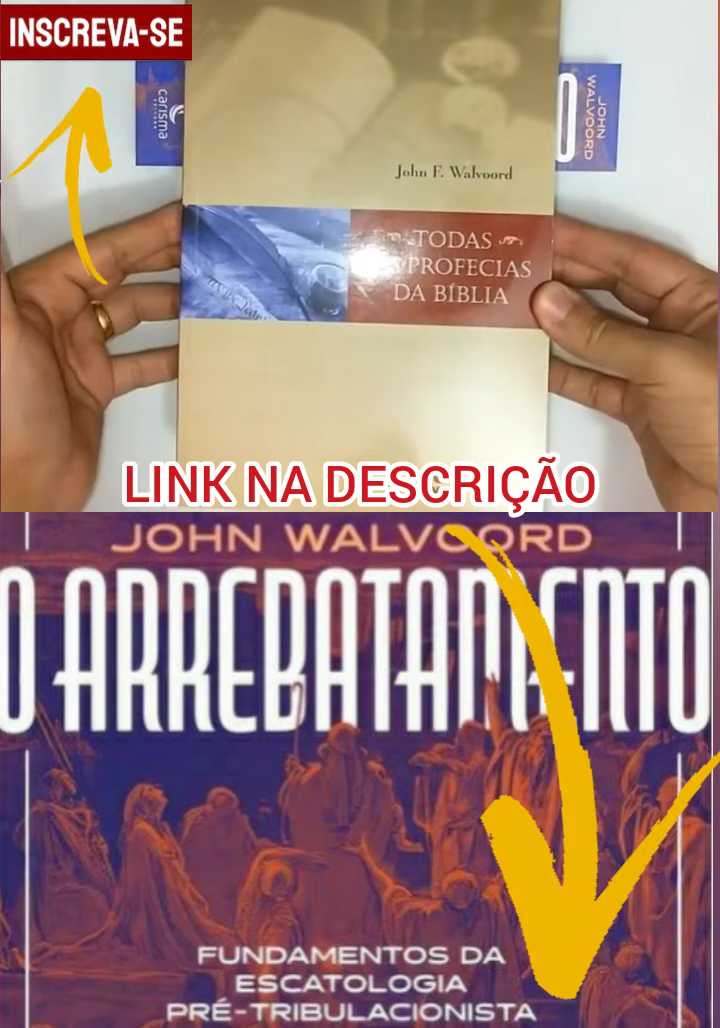 INSCREVA-SE
carisma
JOHN
WALVOORD
O
John F. Walvoord
TODAS
PROFECIAS
DA BÍBLIA
LINK NA DESCRIÇÃO
JOHN WALVOORD
O ARREBATAMENTO
FUNDAMENTOS DA
ESCATOLOGIA
PRÉ-TRIBULACIONISTA